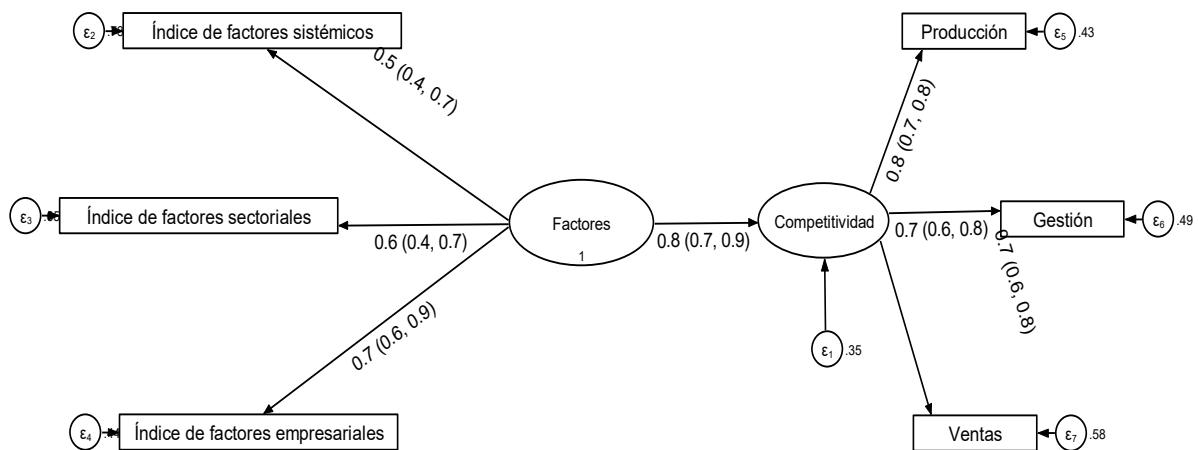 ε2
Índice de factores sistémicos
0.5 (0.4, 0.7)
Producción
ε5
.43
ε3
Índice de factores sectoriales
0.6 (0.4, 0.7)
Factores
1
0.8 (0.7, 0.9)
Competitividad
0.8 (0.7, 0.8)
0.7 (0.6, 0.8)
Gestión
ε6
.49
0.7 (0.6, 0.8)
0.7 (0.6, 0.9)
ε1
.35
ε4
Índice de factores empresariales
Ventas
ε7
.58